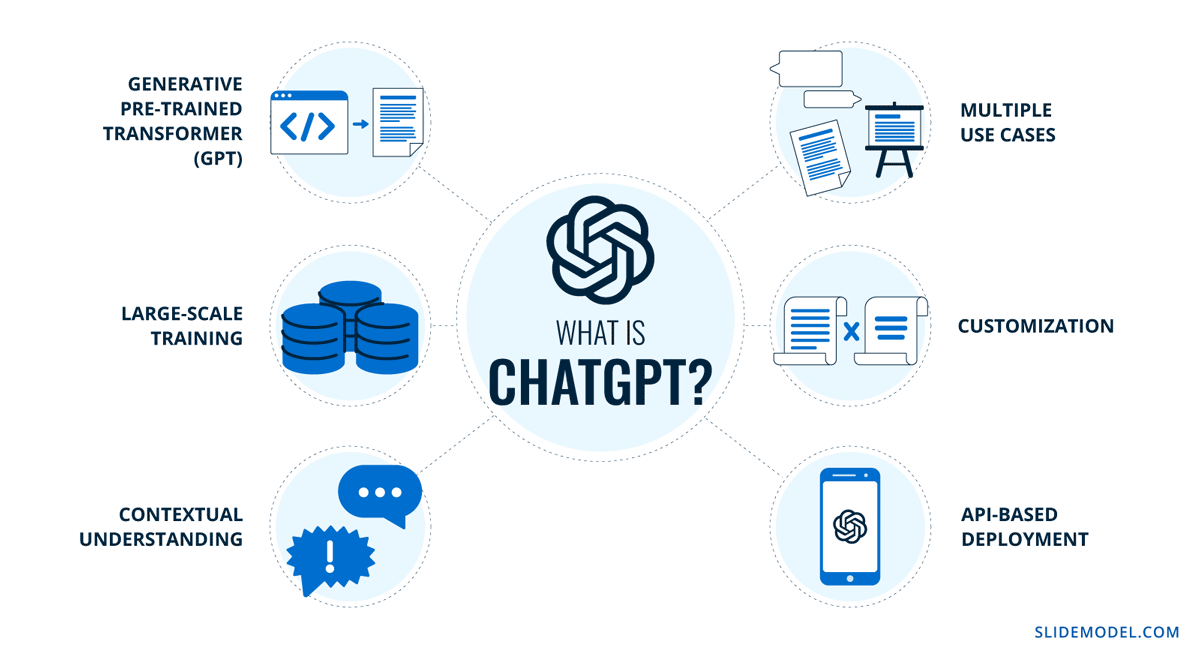 GENERATIVE
PRE-TRAINED
TRANSFORMER
(GPT)
MULTIPLE
USE CASES
LARGE-SCALE
TRAINING
WHAT IS
CHATGPT?
CUSTOMIZATION
CONTEXTUAL
UNDERSTANDING
API-BASED
DEPLOYMENT
SLIDEMODEL.COM